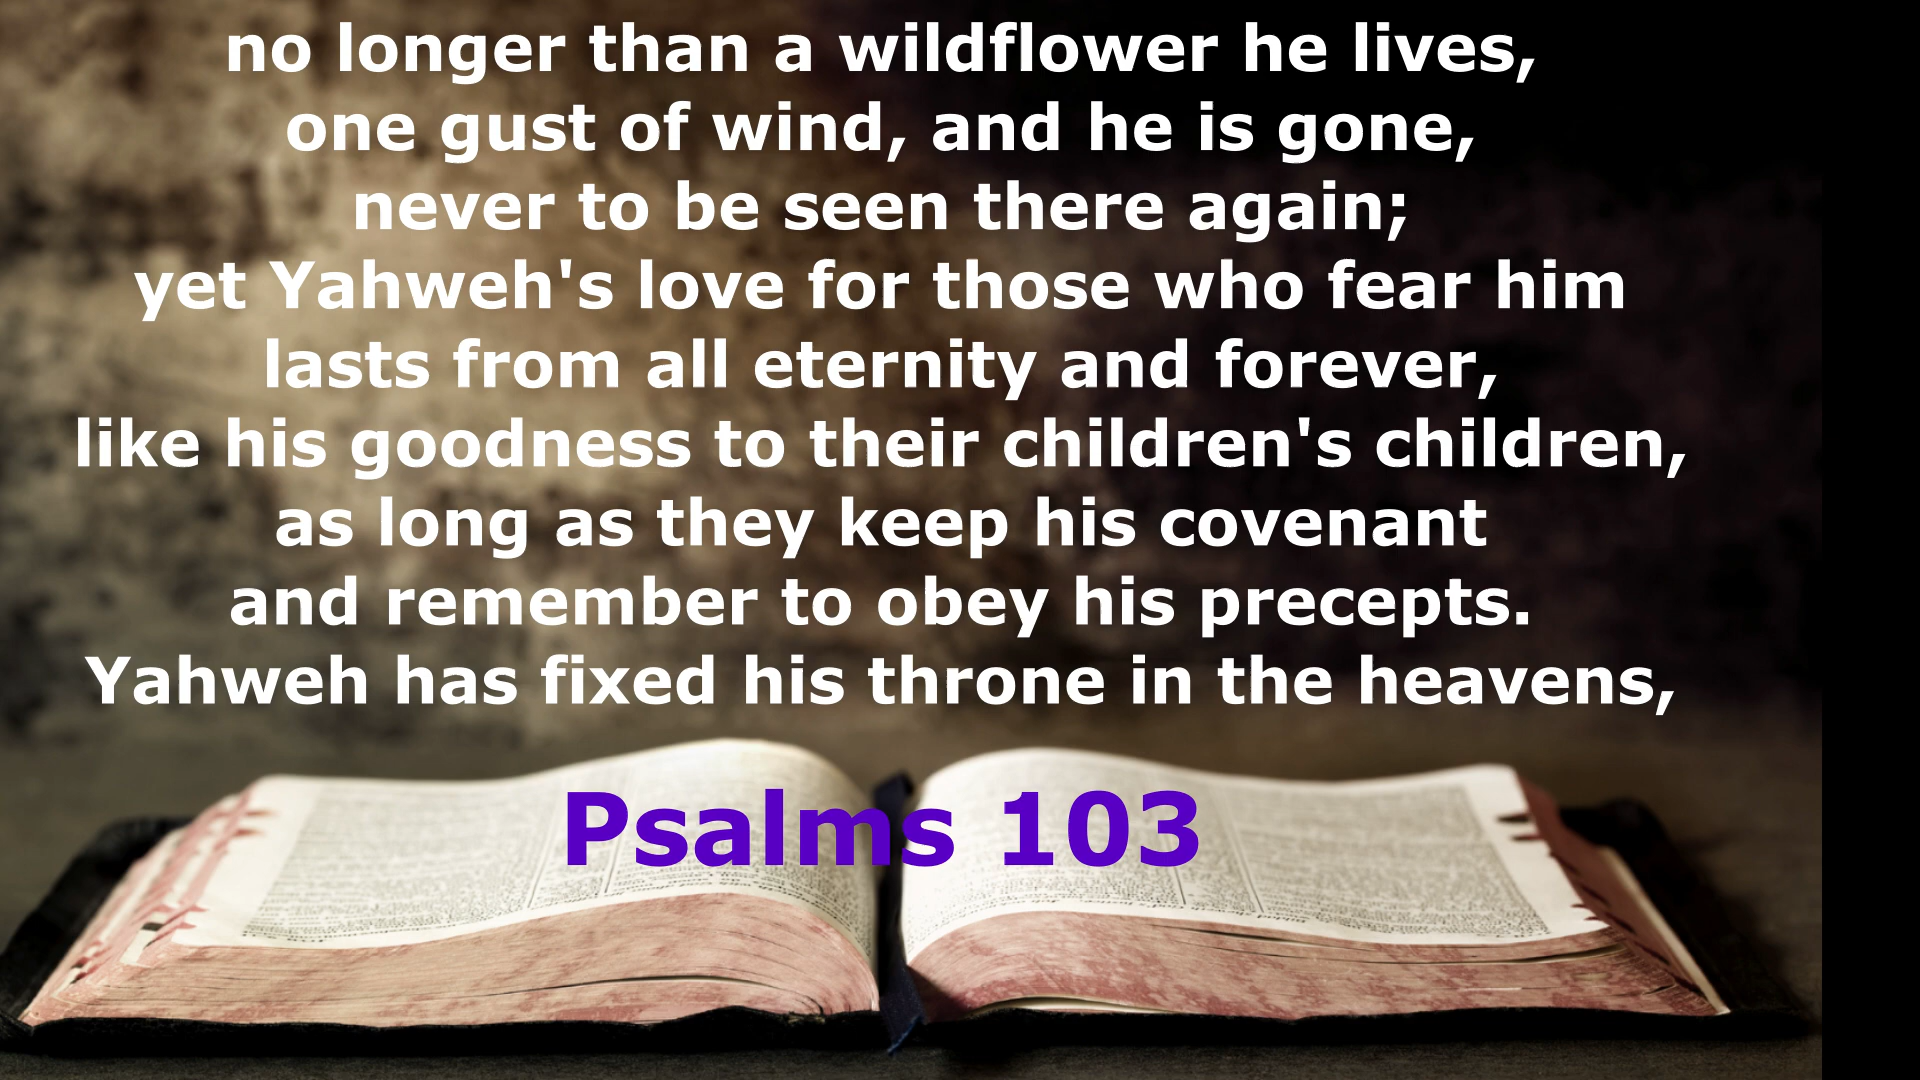 no longer than a wildflower he lives,
one gust of wind, and he is gone,
never to be seen there again;
yet Yahweh's love for those who fear him
lasts from all eternity and forever,
like his goodness to their children's children,
as long as they keep his covenant
and remember to obey his precepts.
Yahweh has fixed his throne in the heavens,
Psalms 103